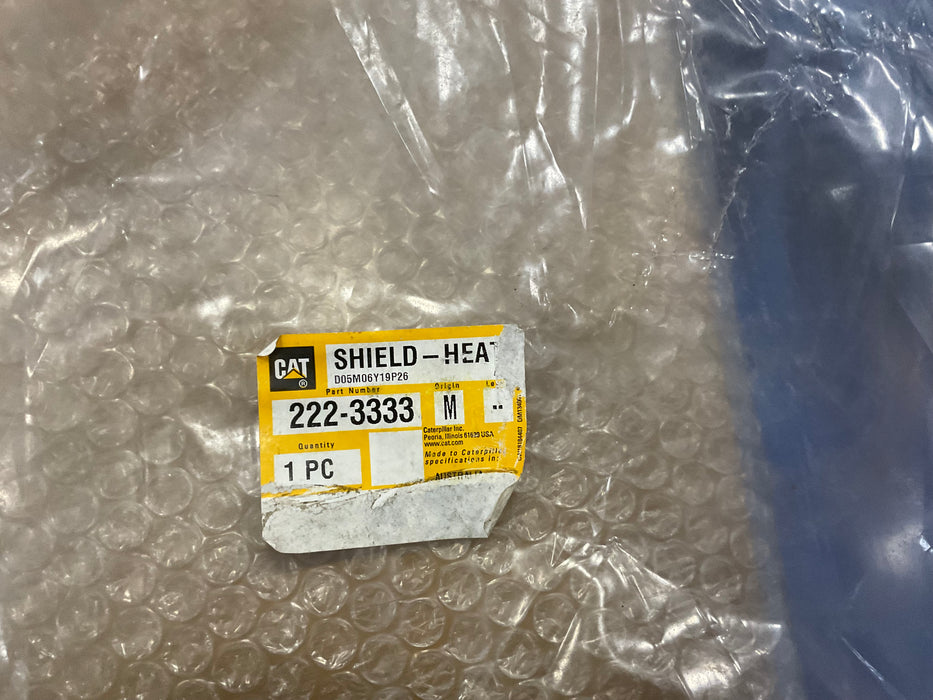 CAT
®
SHIELD-HEAT
D05M06Y19P26
Part Number
Origin
222-3333
M
--
Caterpillar Inc.
Peoria, Illinois 61629 USA
www.cat.com
Quantity
1 PC
Made to Caterpillar
specifications in: